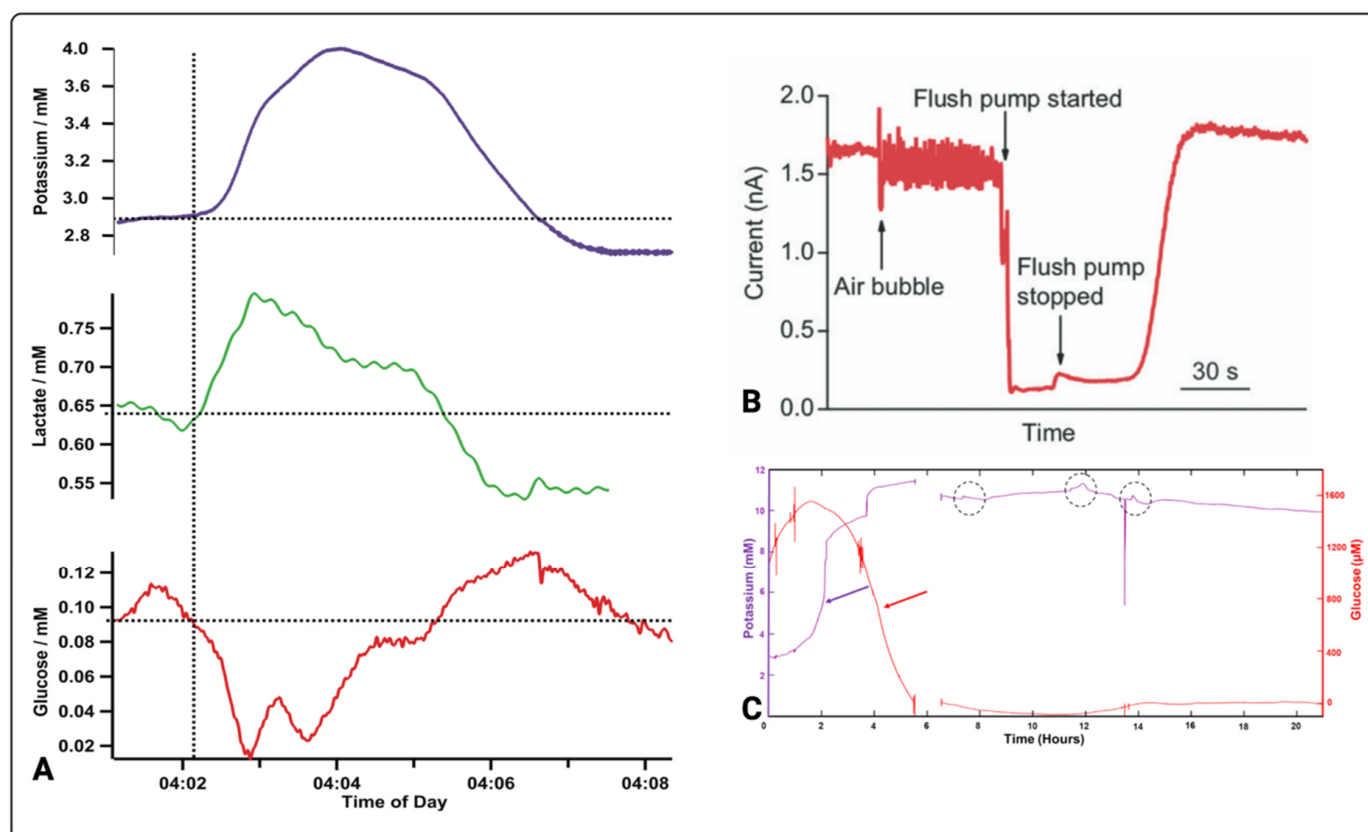 4.0
3.6
3.4
3.2
2.9
2.8
Potassium / mM
0.75
0.70
0.65
0.60
0.55
Lactate / mM
0.12
0.10
0.08
0.06
0.04
0.02
Glucose / mM
04:02 04:04 04:06 04:08
Time of Day
A
2.0
1.5
1.0
0.5
0.0
Current (nA)
Flush pump started
Air bubble
Flush pump
stopped
30 s
Time
B
12
10
8
6
4
2
Potassium (mM)
1600
1200
800
400
0
Glucose (µM)
0 2 4 6 8 10 12 14 16 18 20
Time (Hours)
C